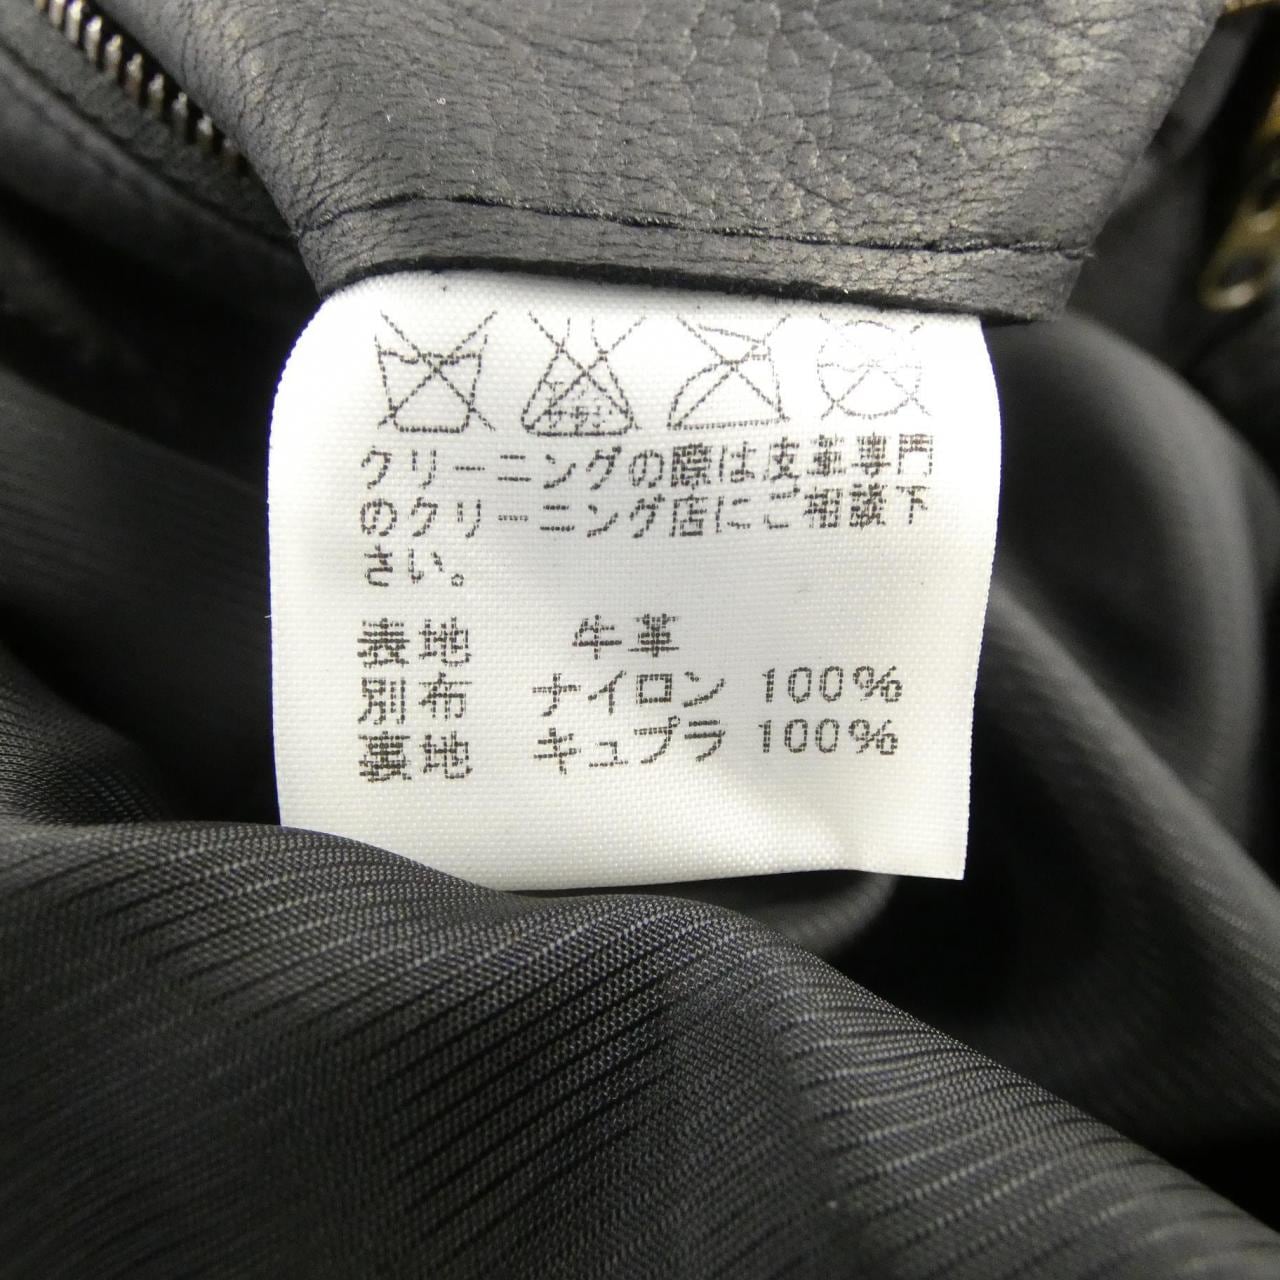 クリーニングの際は皮革専門
のクリーニング店にご相談下
さい。
表地 牛革
別布 ナイロン 100%
裏地 キュプラ 100%